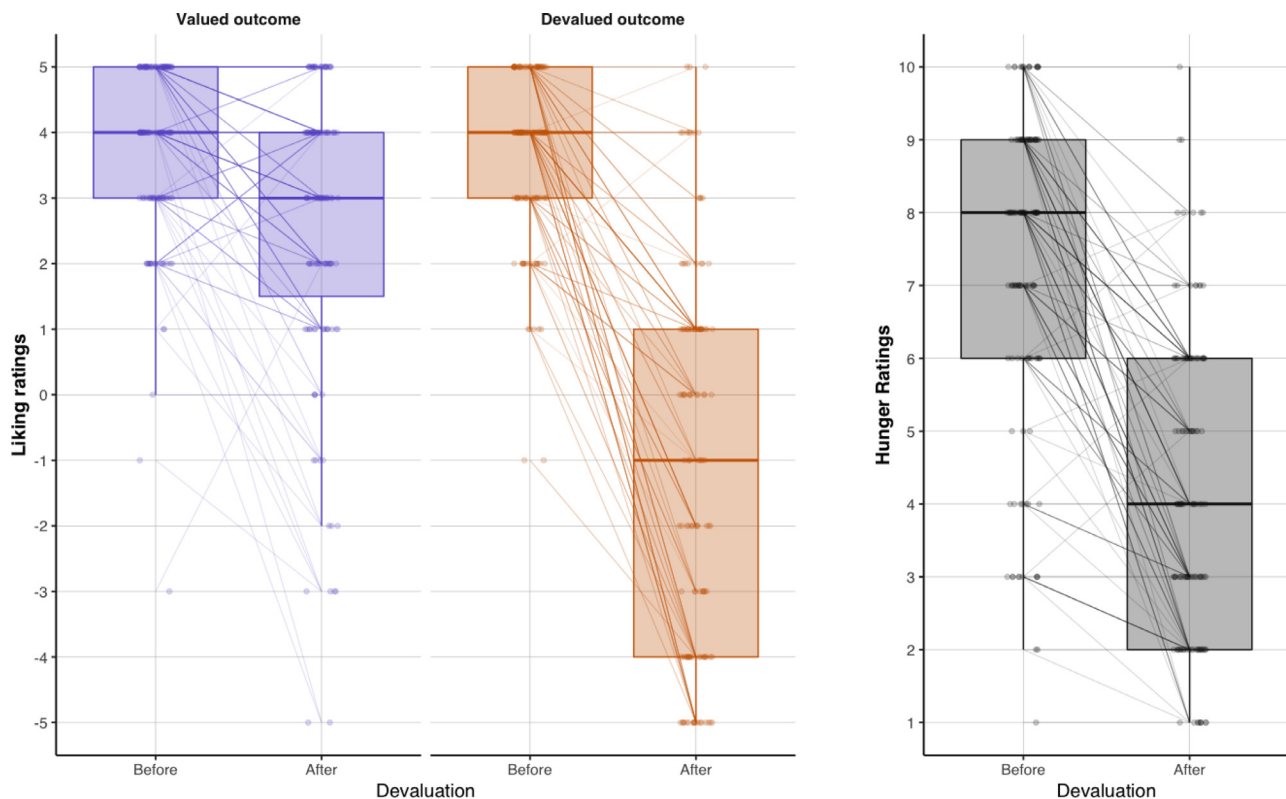 Valued outcome
Devalued outcome
Liking ratings
5
4
3
2
1
0
-1
-2
-3
-4
-5
Before
After
Before
After
Devaluation
Hunger Ratings
10
9
8
7
6
5
4
3
2
1
Before
After
Devaluation